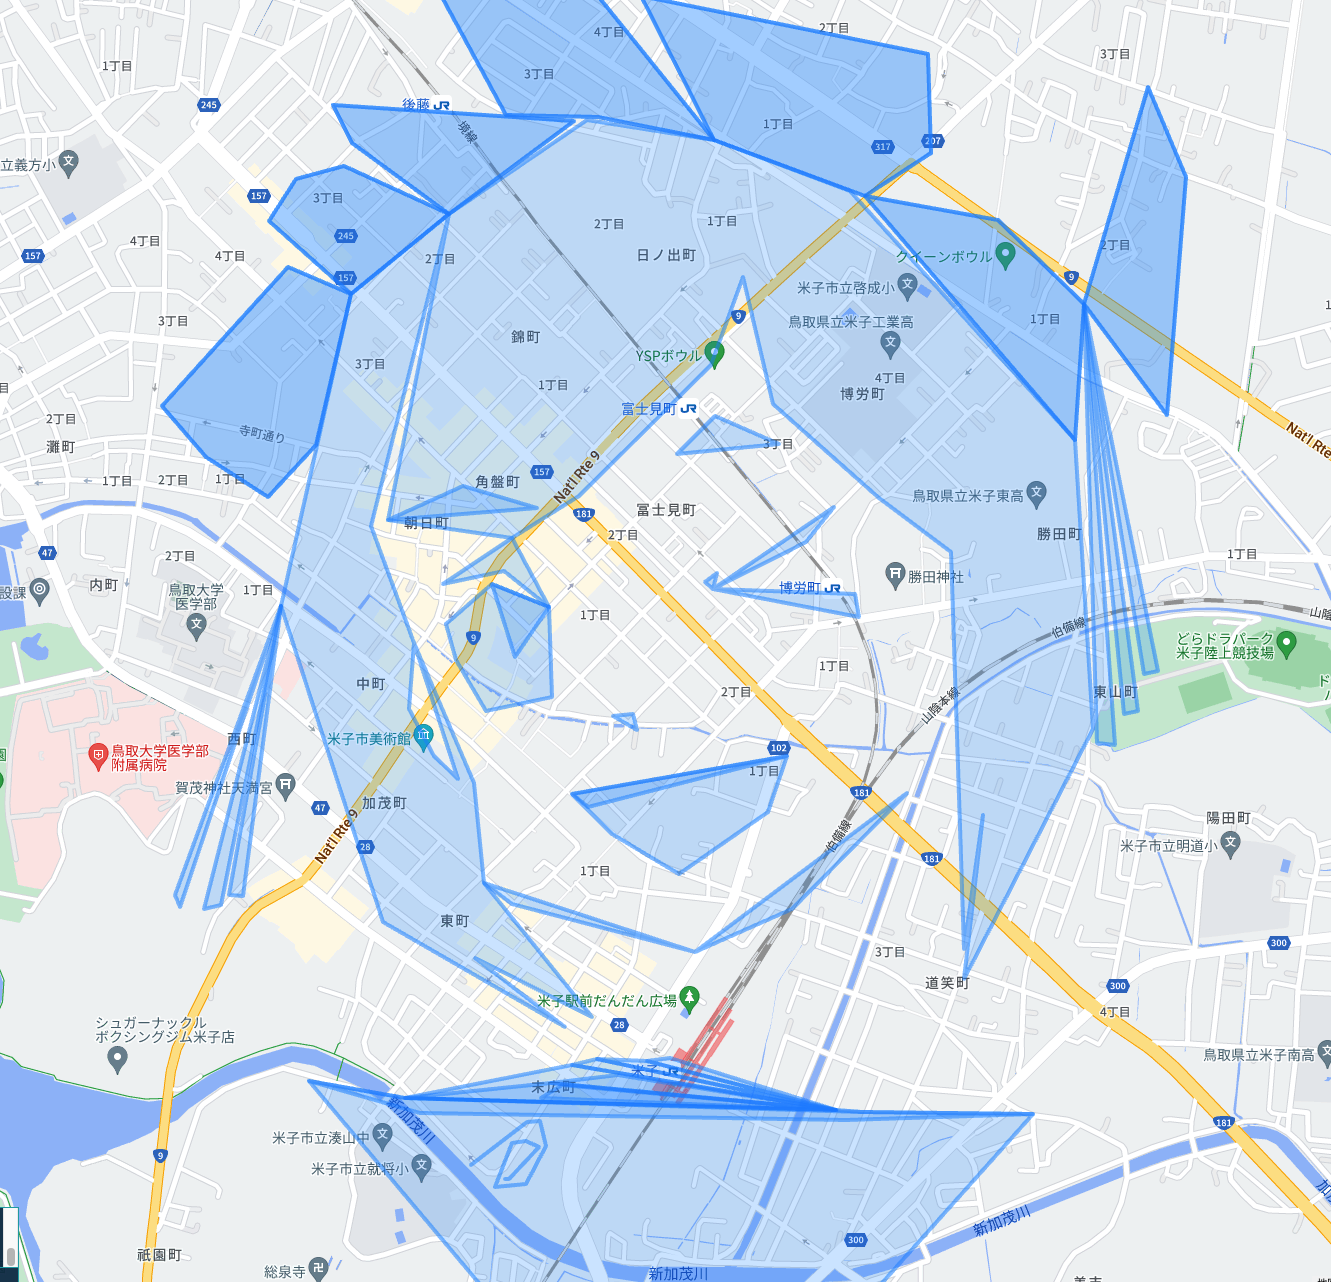 2丁目
4丁目
3丁目
1丁目
3丁目
245
後藤 JR
境線
1丁目
317
207
立義方小
157
3丁目
245
4丁目
4丁目
157
157
2丁目
2丁目
1丁目
日ノ出町
2丁目
クイーンボウル
9
米子市立啓成小
鳥取県立米子工業高
1丁目
3丁目
錦町
9
YSPボウル
3丁目
1丁目
4丁目
博労町
富士見町 JR
2丁目
寺町通り
灘町
3丁目
Nat'l Rte
1丁目
2丁目
1丁目
角盤町
157
Nat'l Rte 9
鳥取県立米子東高
朝日町
181
富士見町
2丁目
勝田町
47
2丁目
1丁目
設課
内町
鳥取大学
医学部
1丁目
博労町 JR
勝田神社
1丁目
伯備線
山陰
9
どらドラパーク
米子陸上競技場
1丁目
中町
2丁目
東山町
山陰本線
米子市美術館
西町
鳥取大学医学部
附属病院
102
1丁目
賀茂神社天満宮
181
47
加茂町
Nat'l Rte 9
陽田町
28
伯備線
米子市立明道小
181
1丁目
東町
3丁目
300
道笑町
300
米子駅前だんだん広場
4丁目
28
シュガーナックル
ボクシングジム米子店
鳥取県立米子南高
米子 JR
末広町
新加茂川
181
米子市立湊山中
9
米子市立就将小
新加茂川
300
祇園町
総泉寺
新加茂川